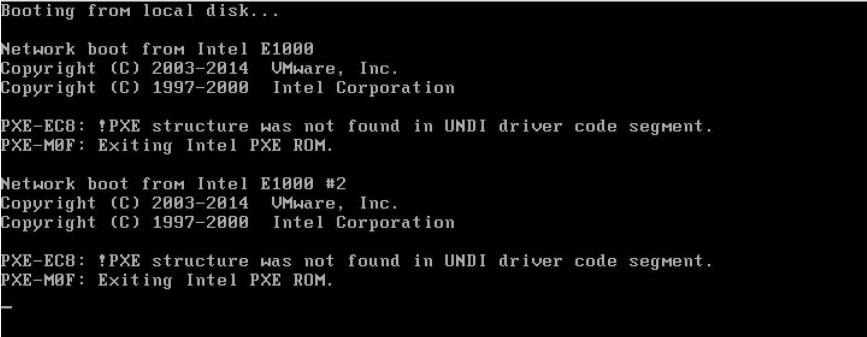 Booting from local disk...
Network boot from Intel E1000
Copyright (C) 2003-2014  VMware, Inc.
Copyright (C) 1997-2000  Intel Corporation
PXE-EC8: !PXE structure was not found in UNDI driver code segment.
PXE-M0F: Exiting Intel PXE ROM.
Network boot from Intel E1000 #2
Copyright (C) 2003-2014  VMware, Inc.
Copyright (C) 1997-2000  Intel Corporation
PXE-EC8: !PXE structure was not found in UNDI driver code segment.
PXE-M0F: Exiting Intel PXE ROM.